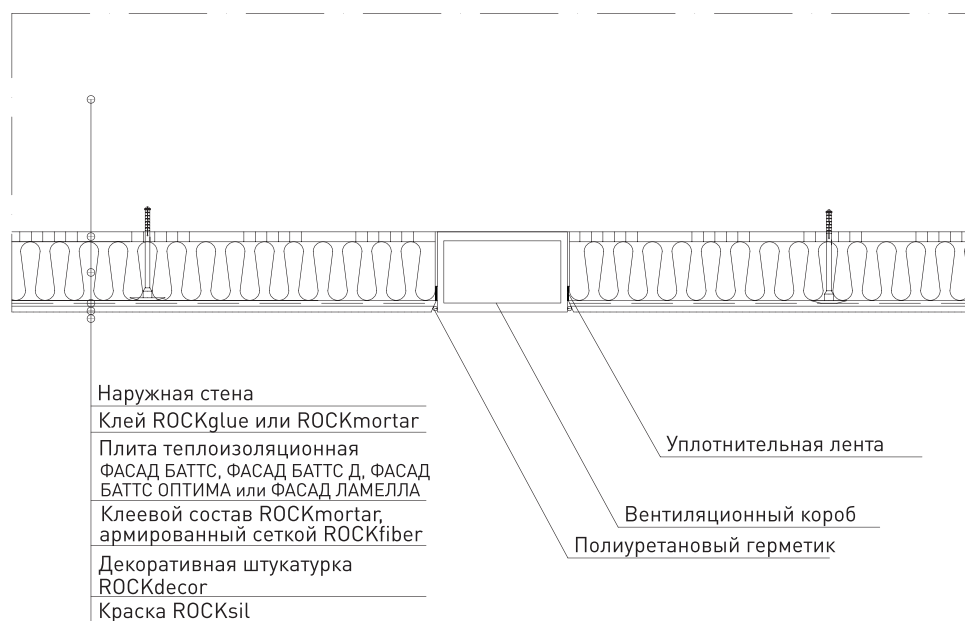 Наружная стена
Клей ROCKglue или ROCKmortar
Плита теплоизоляционная
ФАСАД БАТТС, ФАСАД БАТТС Д, ФАСАД
БАТТС ОПТИМА или ФАСАД ЛАМЕЛЛА
Клеевой состав ROCKmortar,
армированный сеткой ROCKfiber
Декоративная штукатурка
ROCKdecor
Краска ROCKsil
Уплотнительная лента
Вентиляционный короб
Полиуретановый герметик